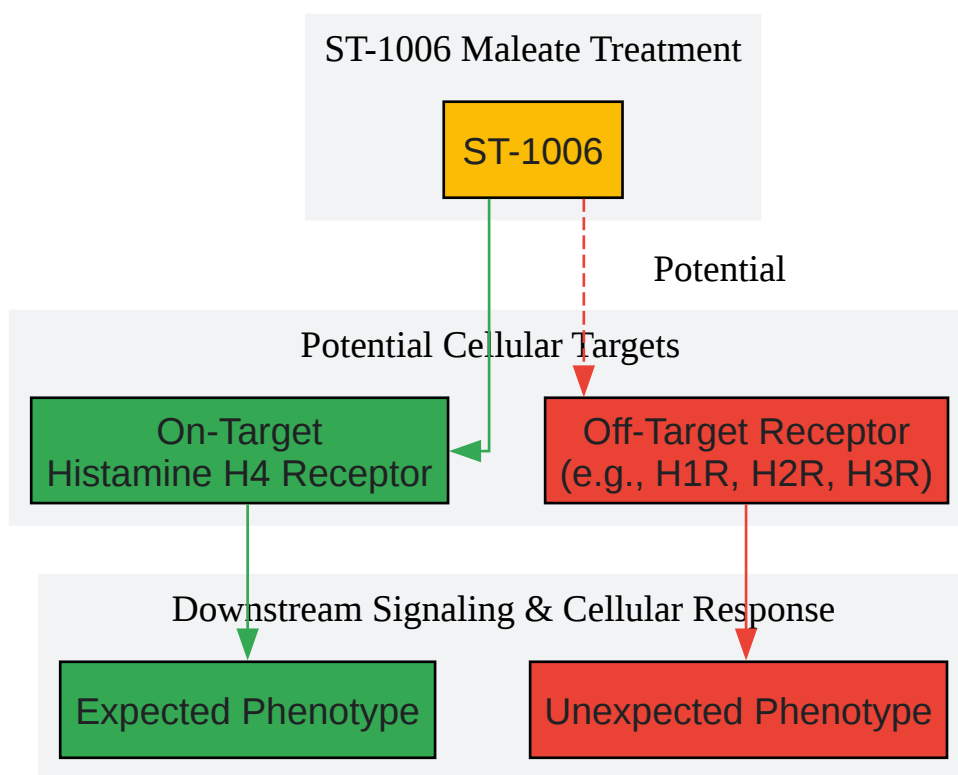 ST-1006 Maleate Treatment
ST-1006
Potential
Potential Cellular Targets
On-Target
Histamine H4 Receptor
Off-Target Receptor
(e.g., H1R, H2R, H3R)
Downstream Signaling & Cellular Response
Expected Phenotype
Unexpected Phenotype